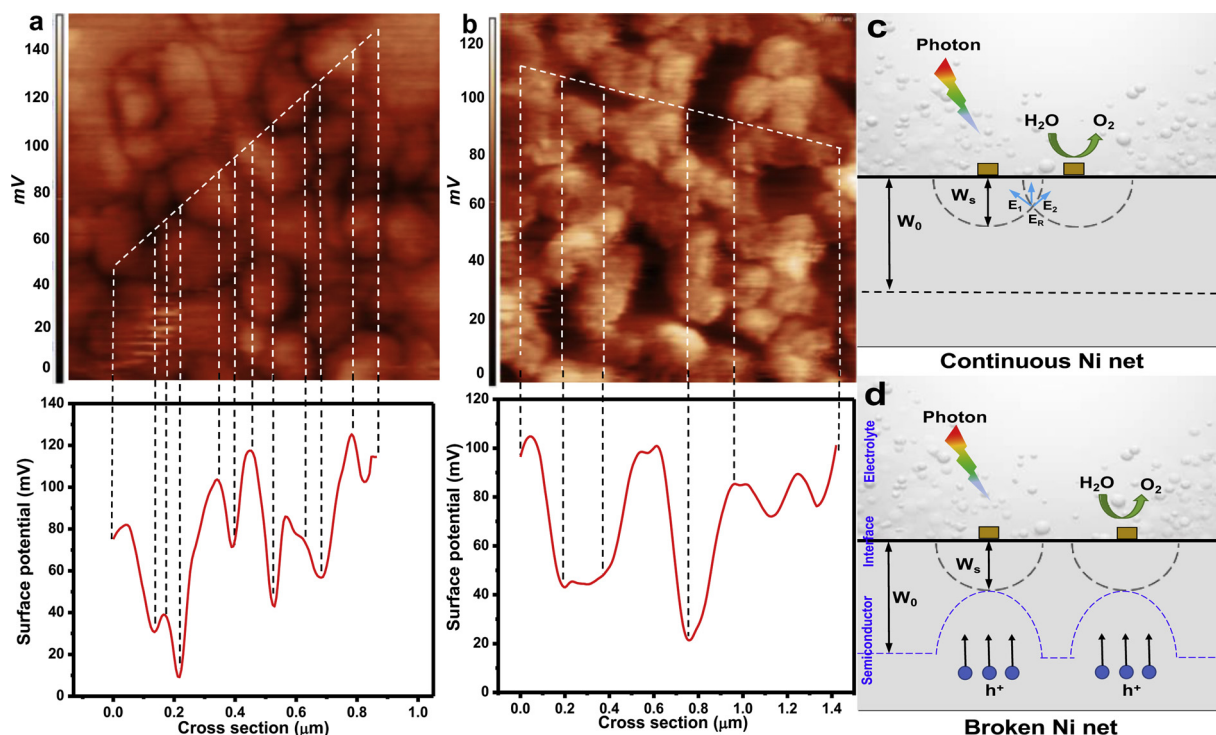 a
140
120
100
80
60
40
20
0
mV
b
120
100
80
60
40
20
0
mV
c
Photon
H2O
O2
Ws
W0
E1
ER
E2
Continuous Ni net
140
120
100
80
60
40
20
0
Surface potential (mV)
0.0 0.2 0.4 0.6 0.8 1.0
Cross section (μm)
120
100
80
60
40
20
0
Surface potential (mV)
0.0 0.2 0.4 0.6 0.8 1.0 1.2 1.4
Cross section (μm)
d
Photon
H2O
O2
Electrolyte
Interface
Semiconductor
Ws
W0
h+
h+
Broken Ni net